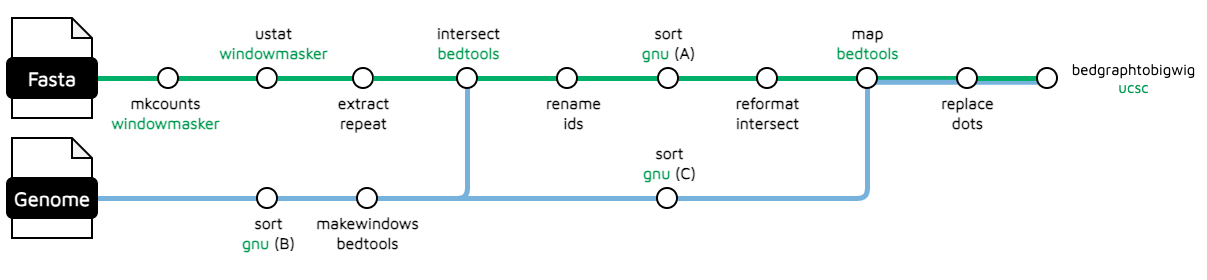 Fasta
mkcounts
windowmasker
ustat
windowmasker
extract
repeat
intersect
bedtools
rename
ids
sort
gnu (A)
reformat
intersect
map
bedtools
replace
dots
bedgraphtobigwig
ucsc
Genome
sort
gnu (B)
makewindows
bedtools
sort
gnu (C)